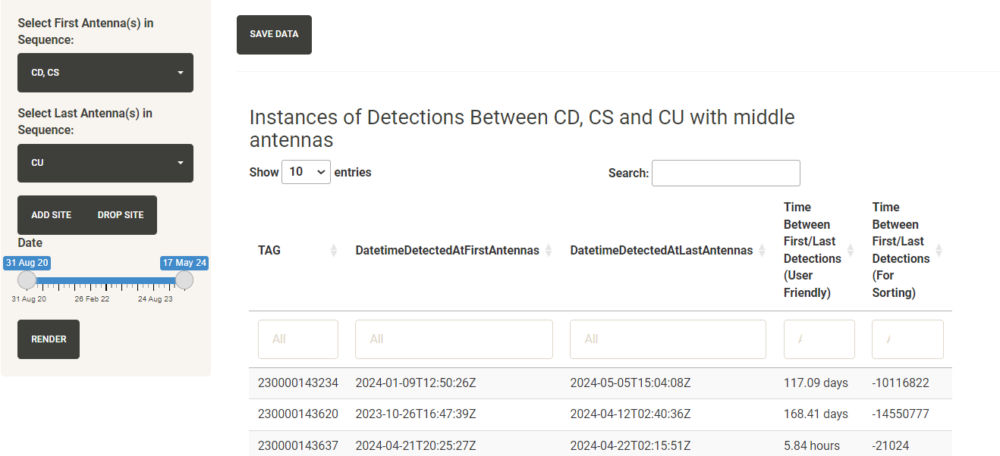 Select First Antenna(s) in
Sequence:
CD, CS
Select Last Antenna(s) in
Sequence:
CU
ADD SITE DROP SITE
Date
31 Aug 20 17 May 24
31 Aug 20 26 Feb 22 24 Aug 23
RENDER
SAVE DATA
Instances of Detections Between CD, CS and CU with middle
antennas
Show 10 entries
Search:
TAG DatetimeDetectedAtFirstAntennas DatetimeDetectedAtLastAntennas
Time
Between
First/Last
Detections
(User
Friendly)
Time
Between
First/Last
Detections
(For
Sorting)
All All All
230000143234 2024-01-09T12:50:26Z 2024-05-05T15:04:08Z 117.09 days -10116822
230000143620 2023-10-26T16:47:39Z 2024-04-12T02:40:36Z 168.41 days -14550777
230000143637 2024-04-21T20:25:27Z 2024-04-22T02:15:51Z 5.84 hours -21024